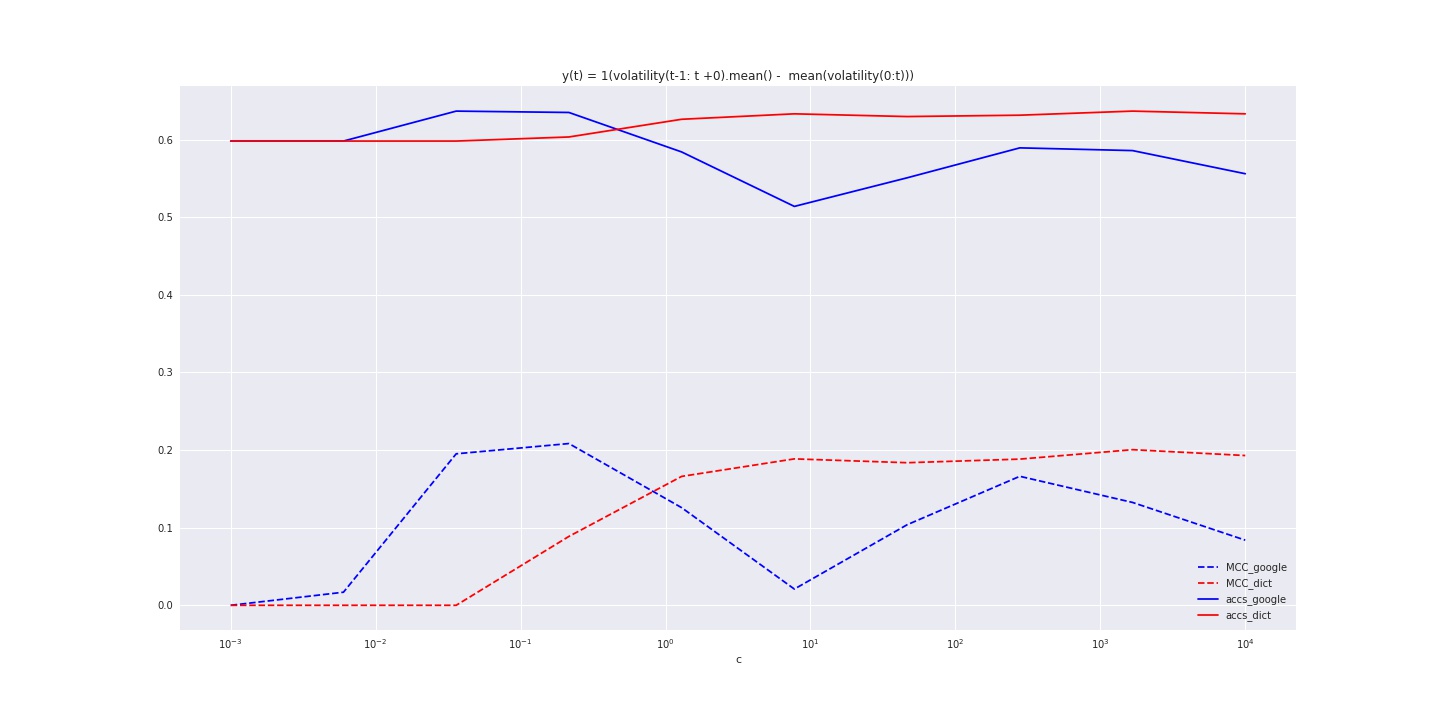 y(t) = 1(volatility(t-1: t +0).mean() -  mean(volatility(0:t)))
0.6
0.5
0.4
0.3
0.2
0.1
0.0
MCC_google
MCC_dict
accs_google
accs_dict
10⁻³ 10⁻² 10⁻¹ 10⁰ 10¹ 10² 10³ 10⁴
c